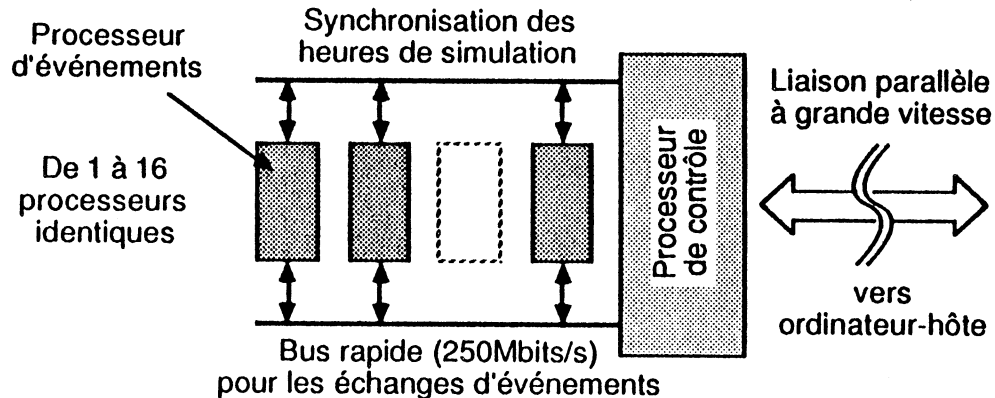 Processeur
d'événements
Synchronisation des
heures de simulation
De 1 à 16
processeurs
identiques
Processeur
de contrôle
Liaison parallèle
à grande vitesse
vers
ordinateur-hôte
Bus rapide (250Mbits/s)
pour les échanges d'événements